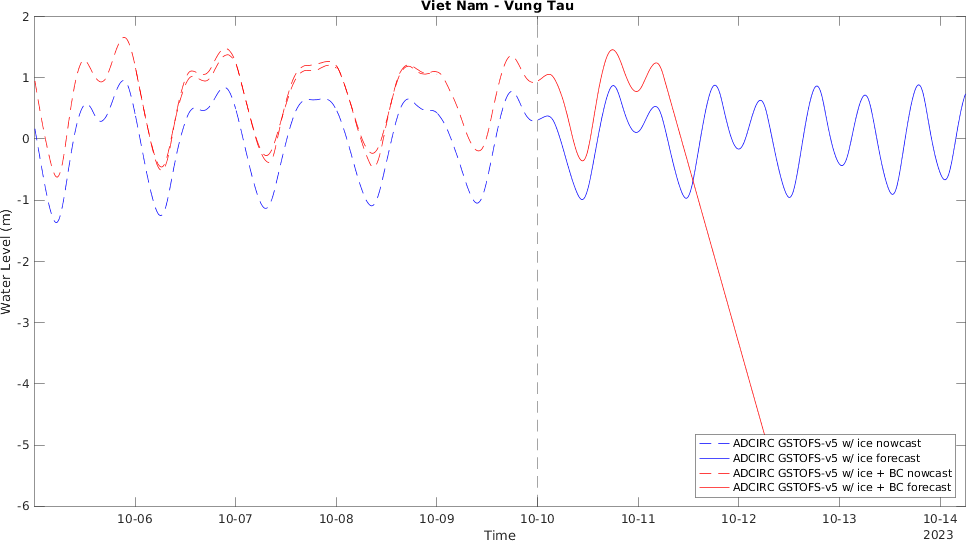 Viet Nam - Vung Tau
Water Level (m)
2
1
0
-1
-2
-3
-4
-5
-6
10-06
10-07
10-08
10-09
10-10
10-11
10-12
10-13
10-14
2023
Time
ADCIRC GSTOFS-v5 w/ ice nowcast
ADCIRC GSTOFS-v5 w/ ice forecast
ADCIRC GSTOFS-v5 w/ ice + BC nowcast
ADCIRC GSTOFS-v5 w/ ice + BC forecast